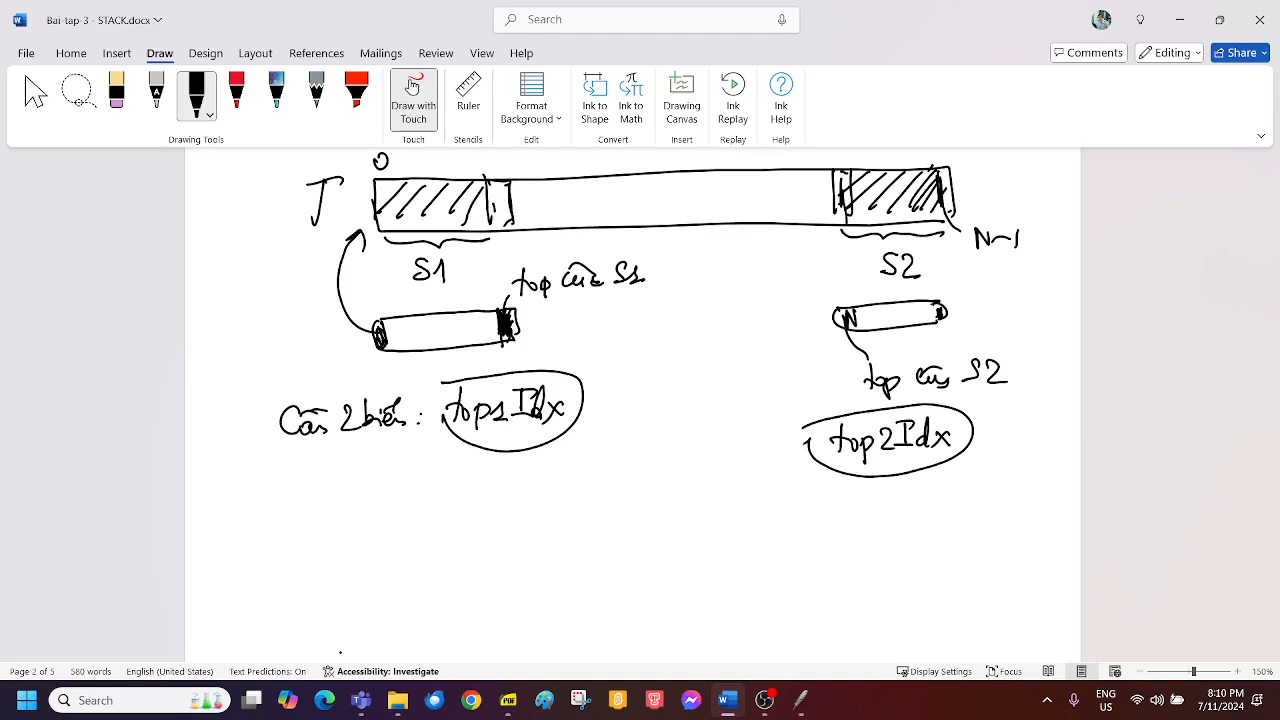 Bai-tap-3 - STACK.docx
Search
File Home Insert Draw Design Layout References Mailings Review View Help
Comments Editing Share
Draw with Touch
Ruler
Format Background
Ink to Shape
Ink to Math
Drawing Canvas
Ink Replay
Ink Help
Drawing Tools Touch Stencils Edit Convert Insert Replay Help
0
N-1
S1
S2
top của S1
top của S2
Cần 2 biến: top1Idx
top2Idx
Page 2 of 5 580 words English (United States) Text Predictions: On Accessibility: Investigate
Display Settings Focus 150%
Search
ENG US
8:10 PM
7/11/2024